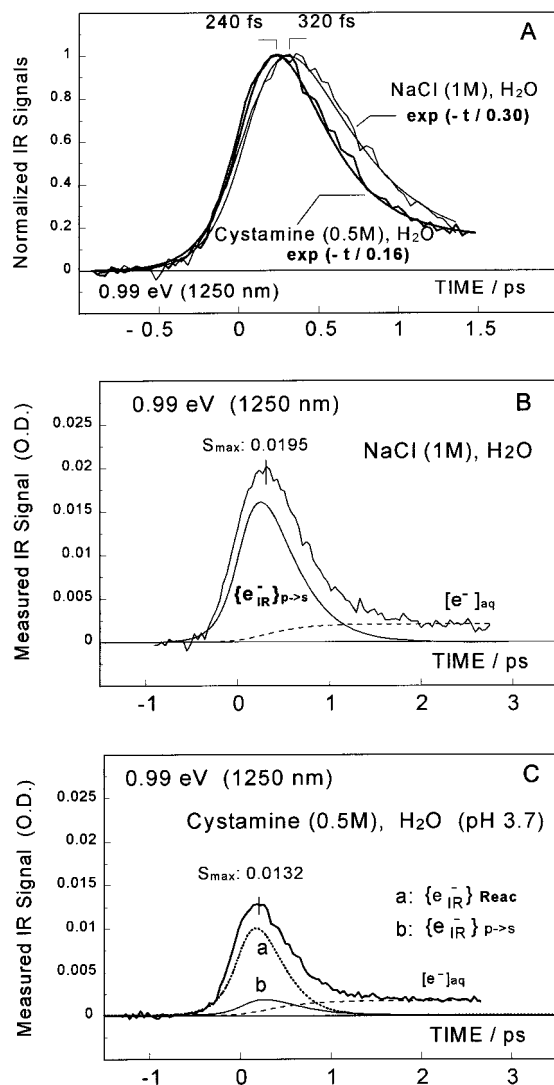 240 fs 320 fs
A
Normalized IR Signals
1
0.8
0.6
0.4
0.2
0
NaCl (1M), H2O
exp (- t / 0.30)
Cystamine (0.5M), H2O
exp (- t / 0.16)
0.99 eV (1250 nm)
TIME / ps
- 0.5 0 0.5 1 1.5
B
0.99 eV (1250 nm)
Measured IR Signal (O.D.)
0.025
0.02
0.015
0.01
0.005
0
Smax: 0.0195
NaCl (1M), H2O
{e-IR}p->s
[e-]aq
TIME / ps
-1 0 1 2 3
C
0.99 eV (1250 nm)
Measured IR Signal (O.D.)
0.025
0.02
0.015
0.01
0.005
0
Cystamine (0.5M), H2O (pH 3.7)
Smax: 0.0132
a: {e-IR} Reac
b: {e-IR} p->s
a
b
[e-]aq
TIME / ps
-1 0 1 2 3